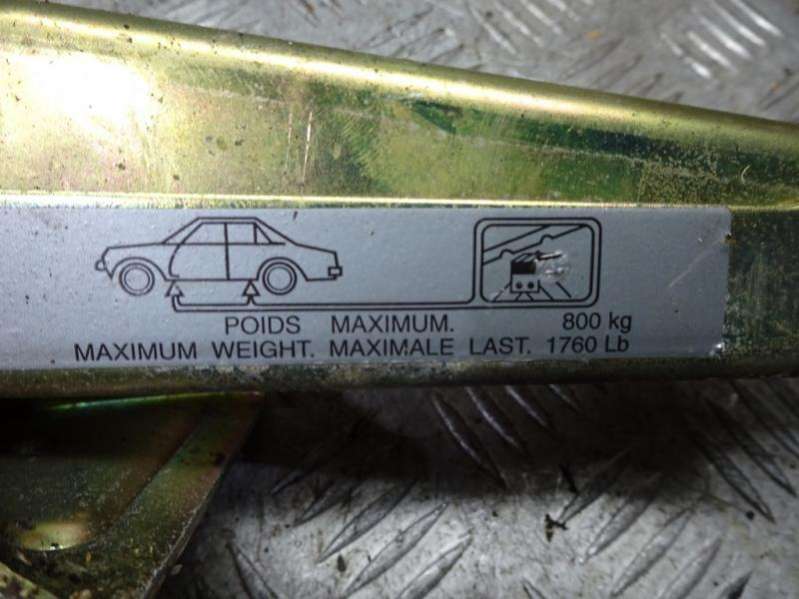 POIDS MAXIMUM. 800 kg
MAXIMUM WEIGHT. MAXIMALE LAST. 1760 Lb